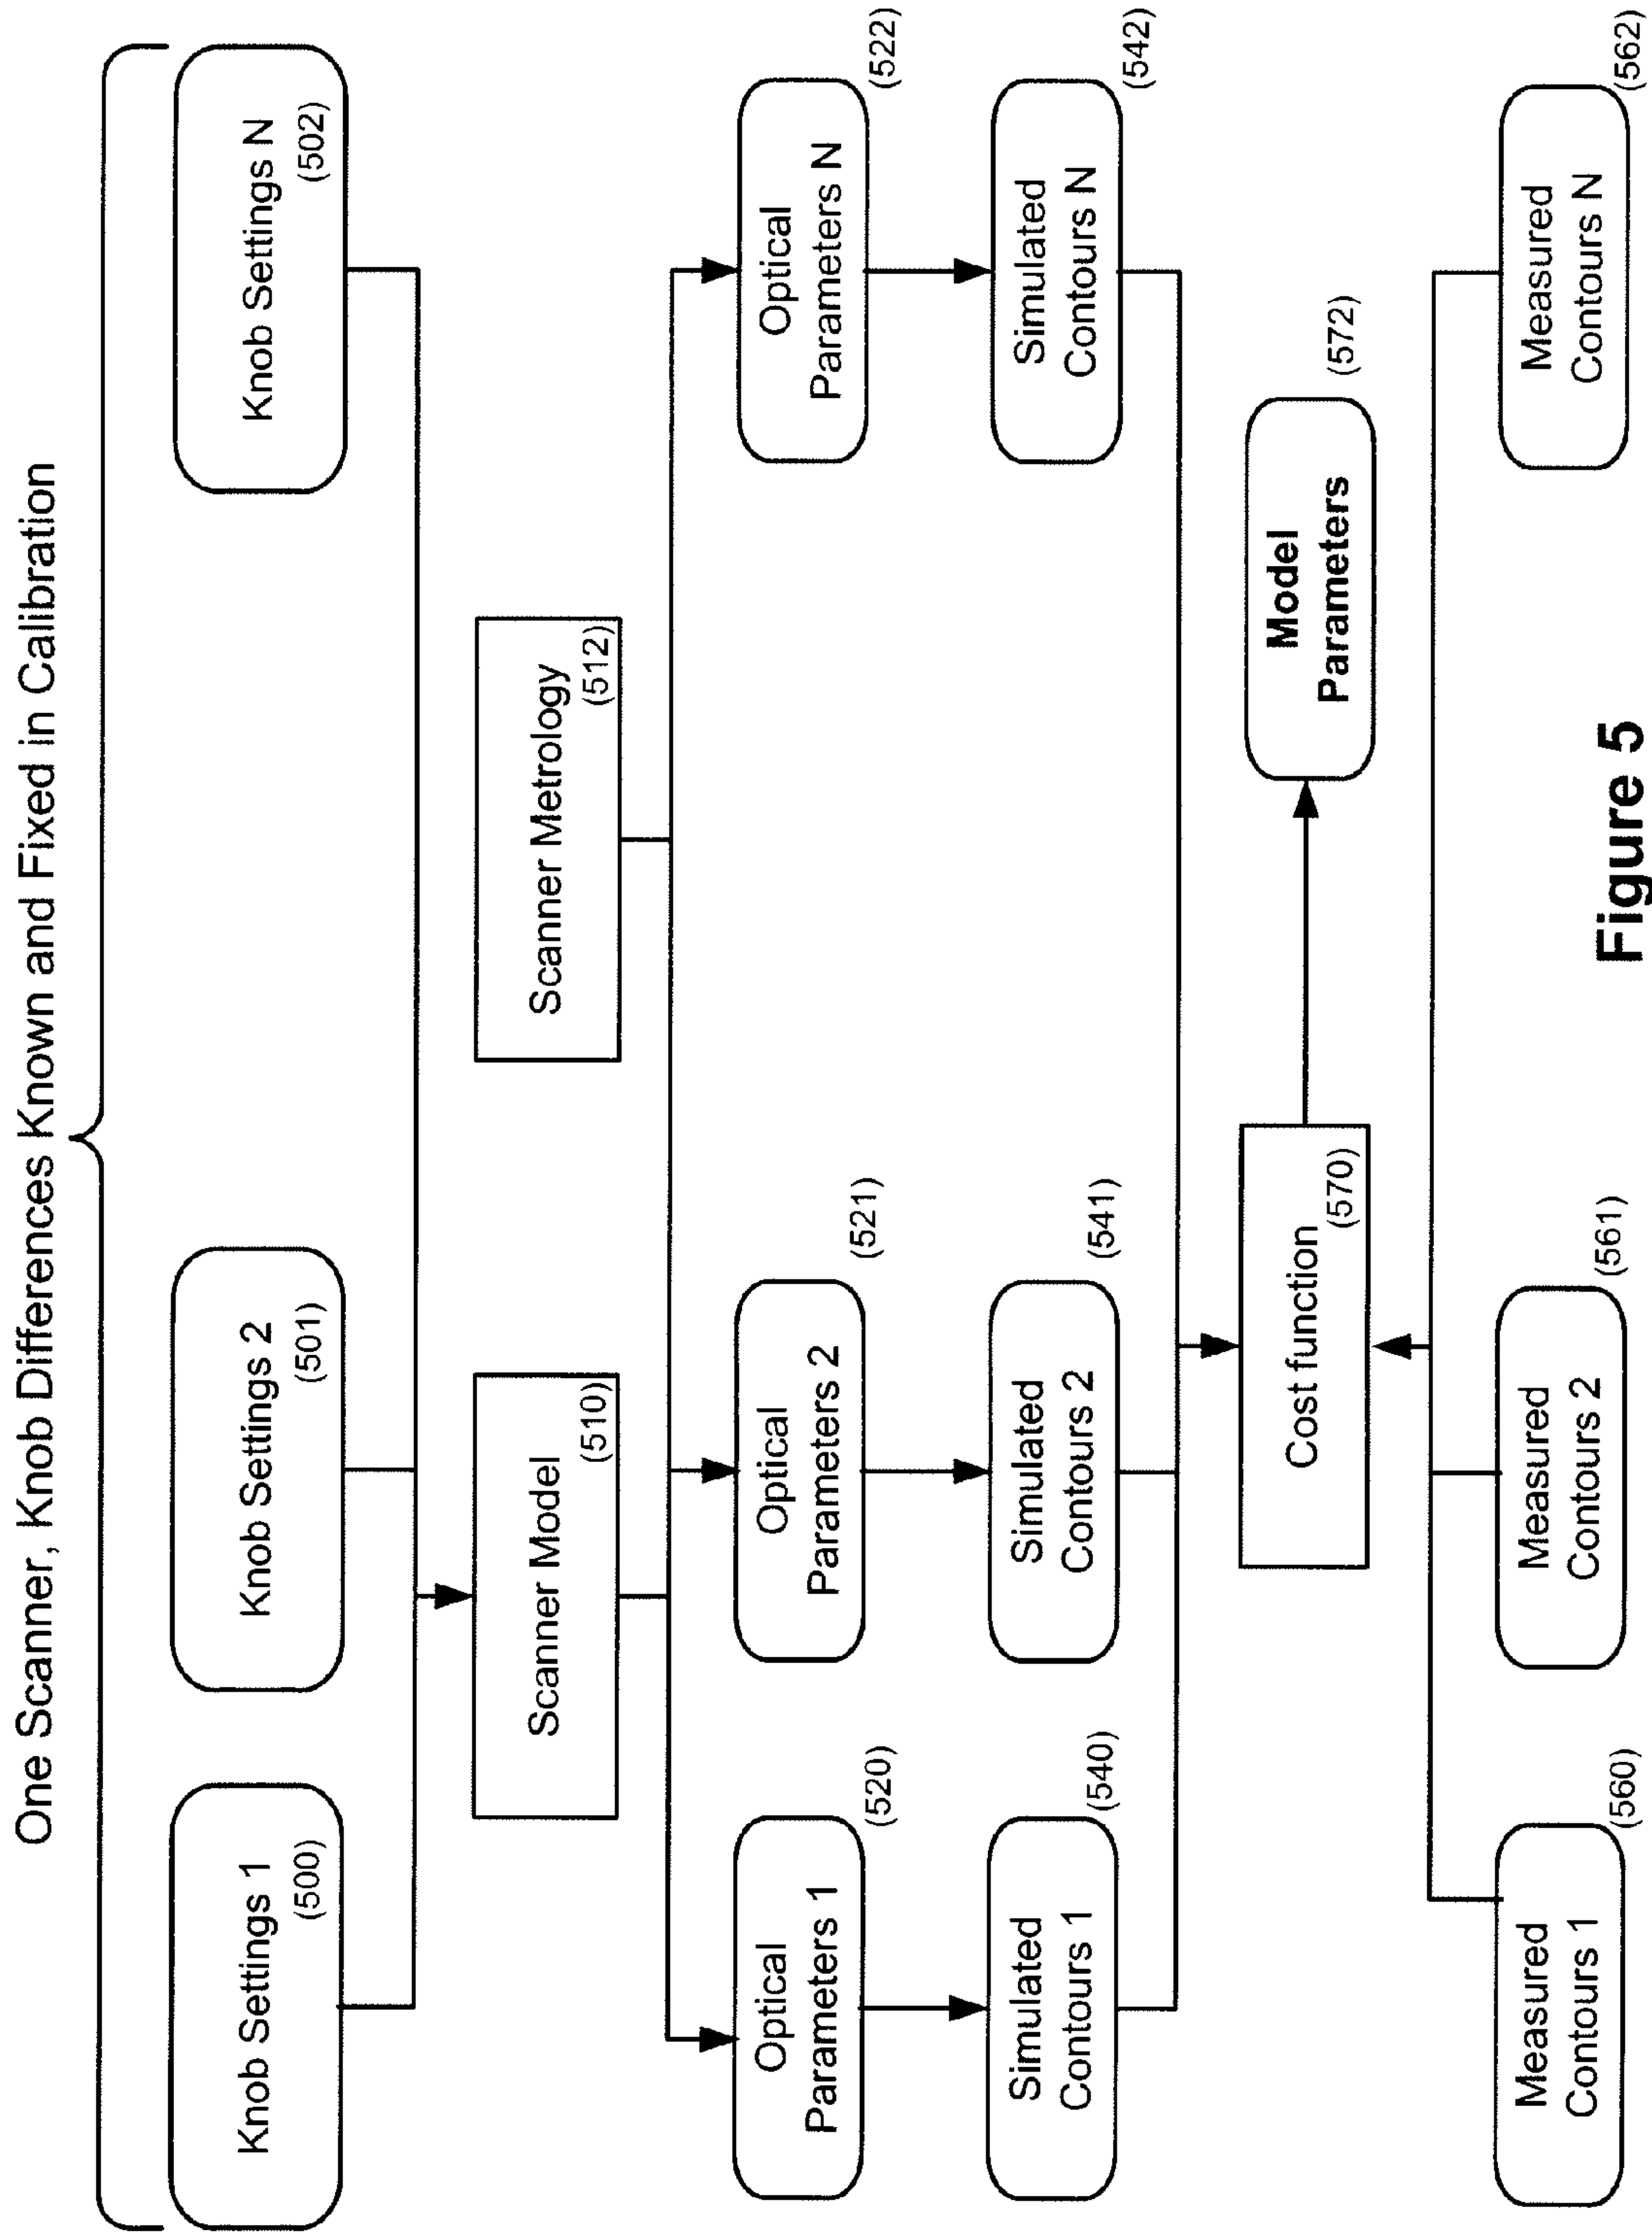 One Scanner, Knob Differences Known and Fixed in Calibration
Knob Settings 1
(500)
Knob Settings 2
(501)
Knob Settings N
(502)
Scanner Model
(510)
Scanner Metrology
(512)
Optical
Parameters 1
(520)
Optical
Parameters 2
(521)
Optical
Parameters N
(522)
Simulated
Contours 1
(540)
Simulated
Contours 2
(541)
Simulated
Contours N
(542)
Cost function
(570)
Model
Parameters
(572)
Measured
Contours 1
(560)
Measured
Contours 2
(561)
Measured
Contours N
(562)
Figure 5